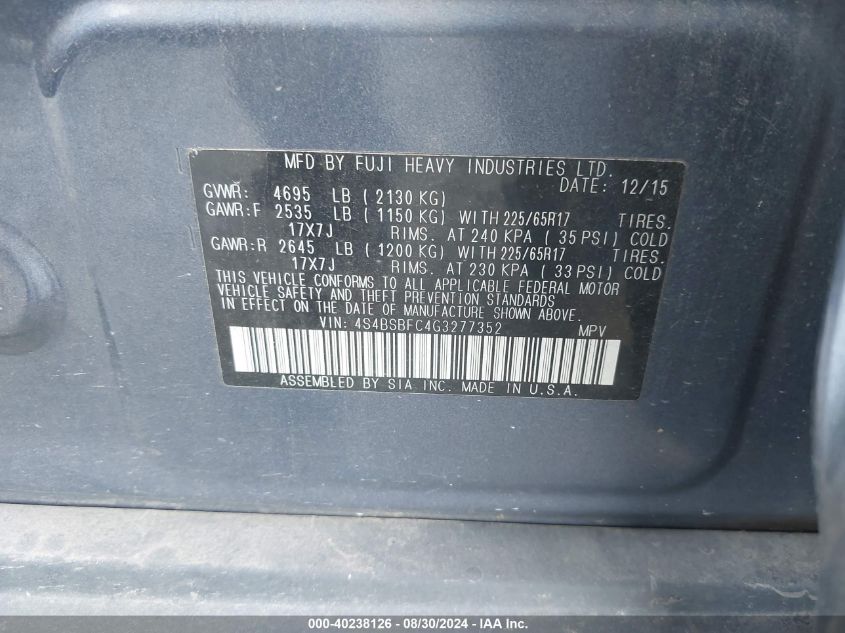 MFD BY FUJI HEAVY INDUSTRIES LTD.
DATE: 12/15
GVWR: 4695 LB ( 2130 KG)
GAWR:F 2535 LB ( 1150 KG) WITH 225/65R17 TIRES.
17X7J RIMS. AT 240 KPA ( 35 PSI) COLD
GAWR:R 2645 LB ( 1200 KG) WITH 225/65R17 TIRES.
17X7J RIMS. AT 230 KPA ( 33 PSI) COLD
THIS VEHICLE CONFORMS TO ALL APPLICABLE FEDERAL MOTOR
VEHICLE SAFETY AND THEFT PREVENTION STANDARDS
IN EFFECT ON THE DATE OF MANUFACTURE SHOWN ABOVE.
VIN: 4S4BSBFC4G3277352 MPV
ASSEMBLED BY SIA INC. MADE IN U.S.A.
000-40238126 - 08/30/2024 - IAA Inc.